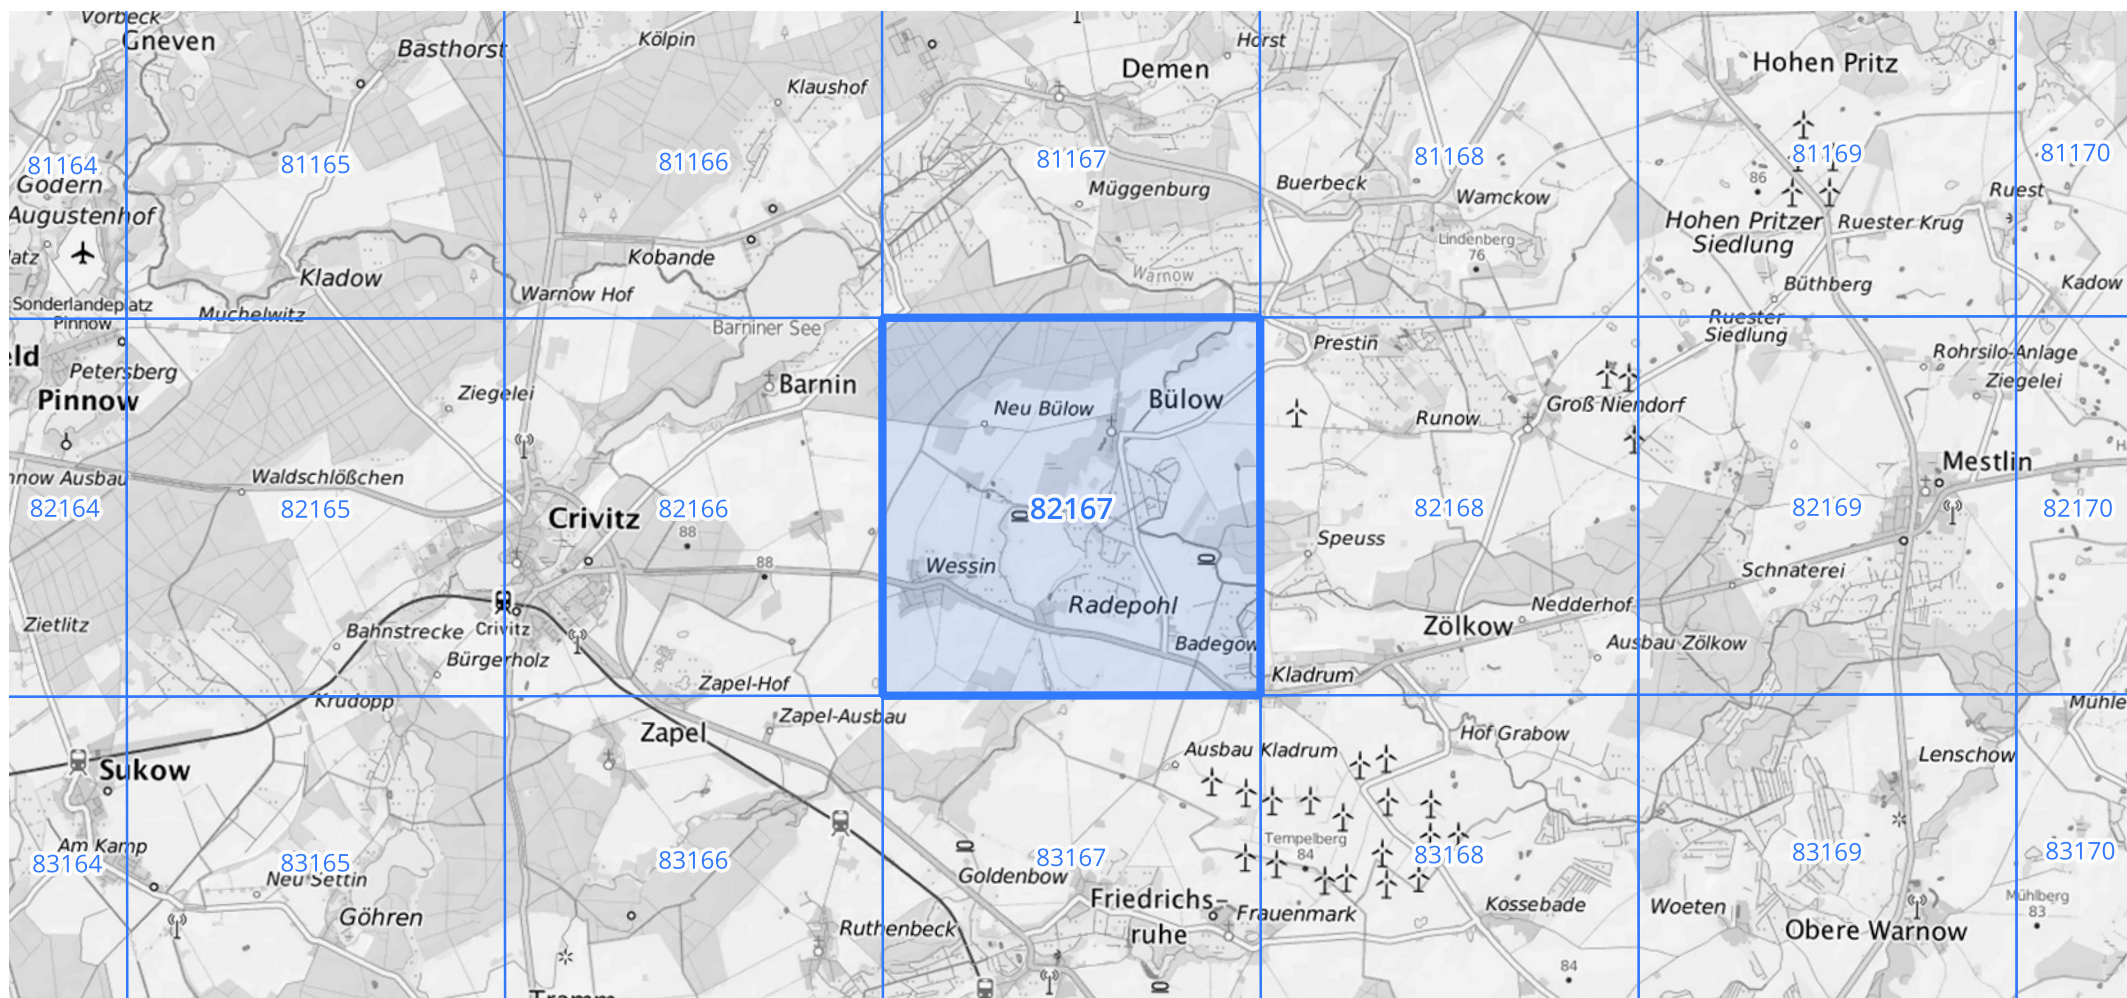 Vorbeck
Gneven
Basthorst
Kölpin
Klaushof
Demen
Horst
Hohen Pritz
81164
81165
81166
81167
81168
81169
81170
Godern
Augustenhof
Müggenburg
Buerbeck
Wamckow
86
Ruest
Hohen Pritzer
Siedlung
Ruester Krug
Lindenberg
76
latz
Kobande
Kladow
Warnow
Warnow Hof
Büthberg
Kadow
Sonderlandeplatz
Pinnow
Muchelwitz
Barniner See
Ruester
Siedlung
eld
Petersberg
Pinnow
Ziegelei
Barnin
Neu Bülow
Bülow
Prestin
Runow
Groß Niendorf
Rohrsilo-Anlage
Ziegelei
Mestlin
H
nnow Ausbau
Waldschlößchen
82164
82165
Crivitz
82166
82167
82168
82169
82170
88
88
Wessin
Speuss
Schnaterei
Zietlitz
Bahnstrecke
Crivitz
Bürgerholz
Radepohl
Badegow
Zölkow
Nedderhof
Ausbau Zölkow
Kladrum
Krudopp
Zapel-Hof
Zapel-Ausbau
Zapel
Mühle
Ausbau Kladrum
Hof Grabow
Lenschow
Sukow
Am Kamp
83164
83165
83166
83167
Tempelberg
84
83168
83169
83170
Neu Settin
Göhren
Goldenbow
Friedrichs-
ruhe
Frauenmark
Kossebade
Woeten
Mühlberg
83
Ruthenbeck
Obere Warnow
84
Tramm